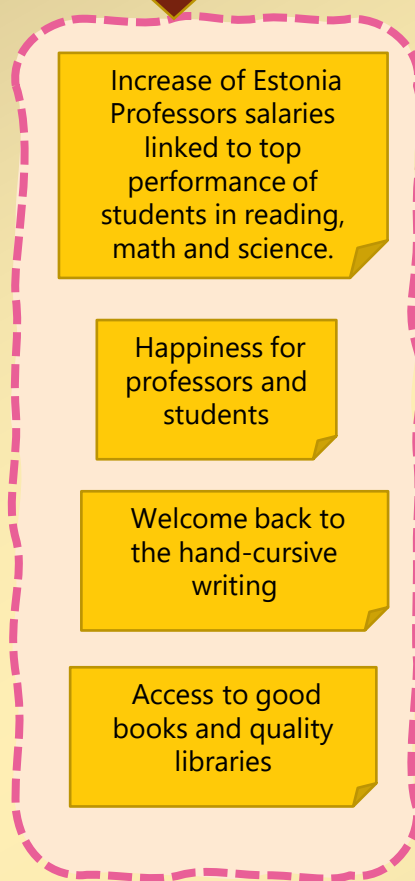 Increase of Estonia
Professors salaries
linked to top
performance of
students in reading,
math and science.
Happiness for
professors and
students
Welcome back to
the hand-cursive
writing
Access to good
books and quality
libraries